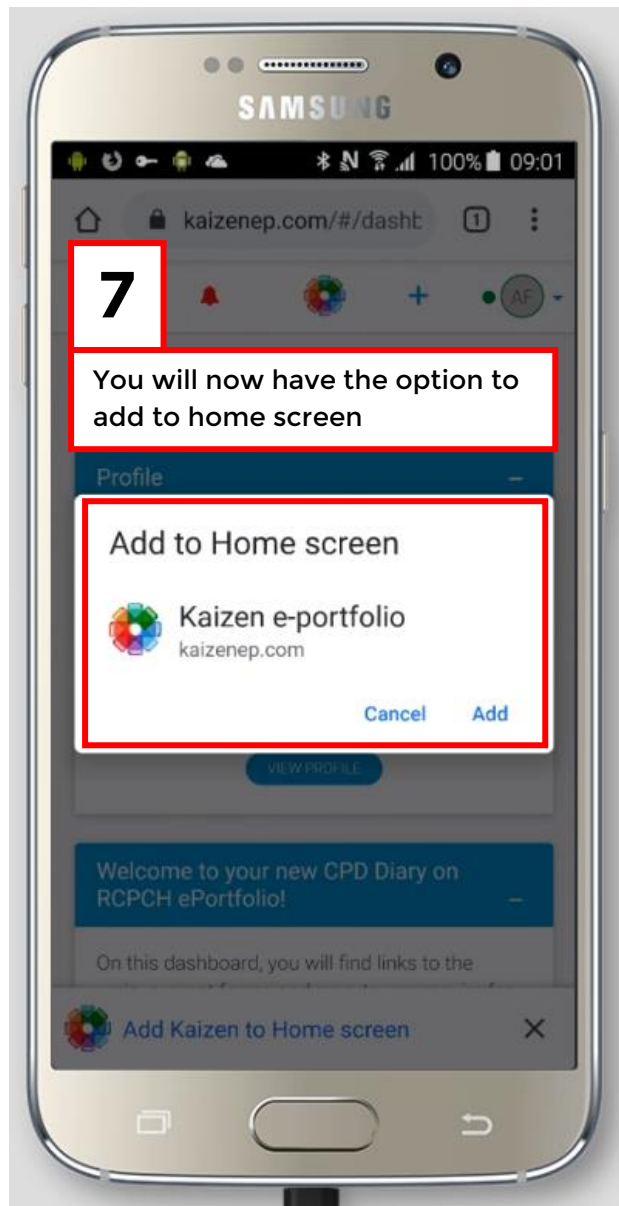 SAMSUNG
100% 09:01
kaizenep.com/#/dashb
1
7
AF
You will now have the option to
add to home screen
Profile
Add to Home screen
Kaizen e-portfolio
kaizenep.com
Cancel Add
VIEW PROFILE
Welcome to your new CPD Diary on
RCPCH ePortfolio!
On this dashboard, you will find links to the
Add Kaizen to Home screen